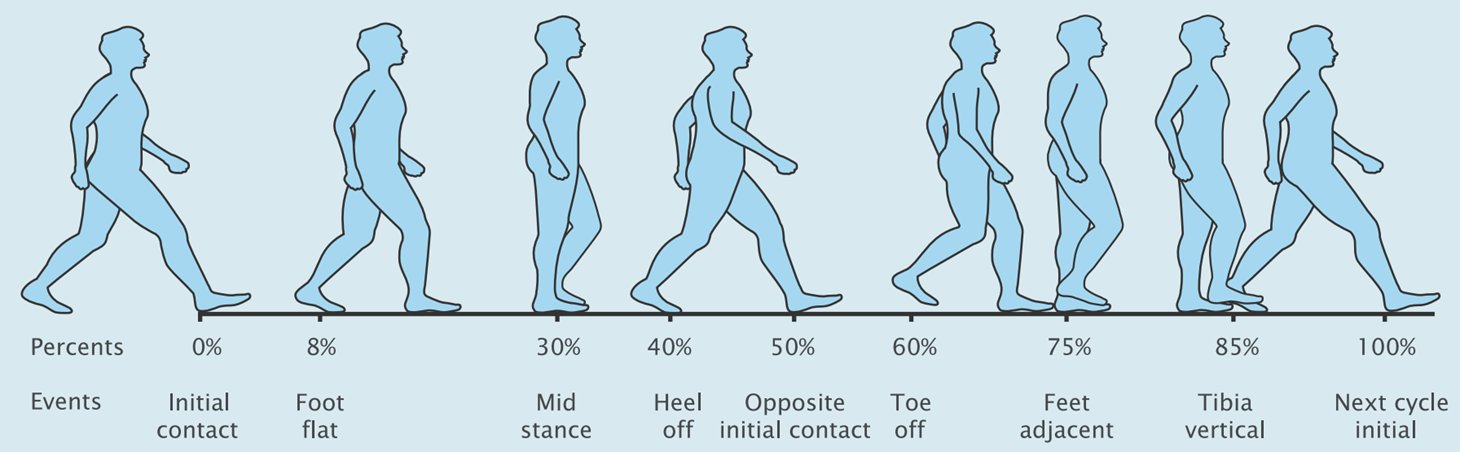 Percents 0% 8% 30% 40% 50% 60% 75% 85% 100%
Events Initial Foot Mid Heel Opposite Toe Feet Tibia Next cycle
contact flat stance off initial contact off adjacent vertical initial